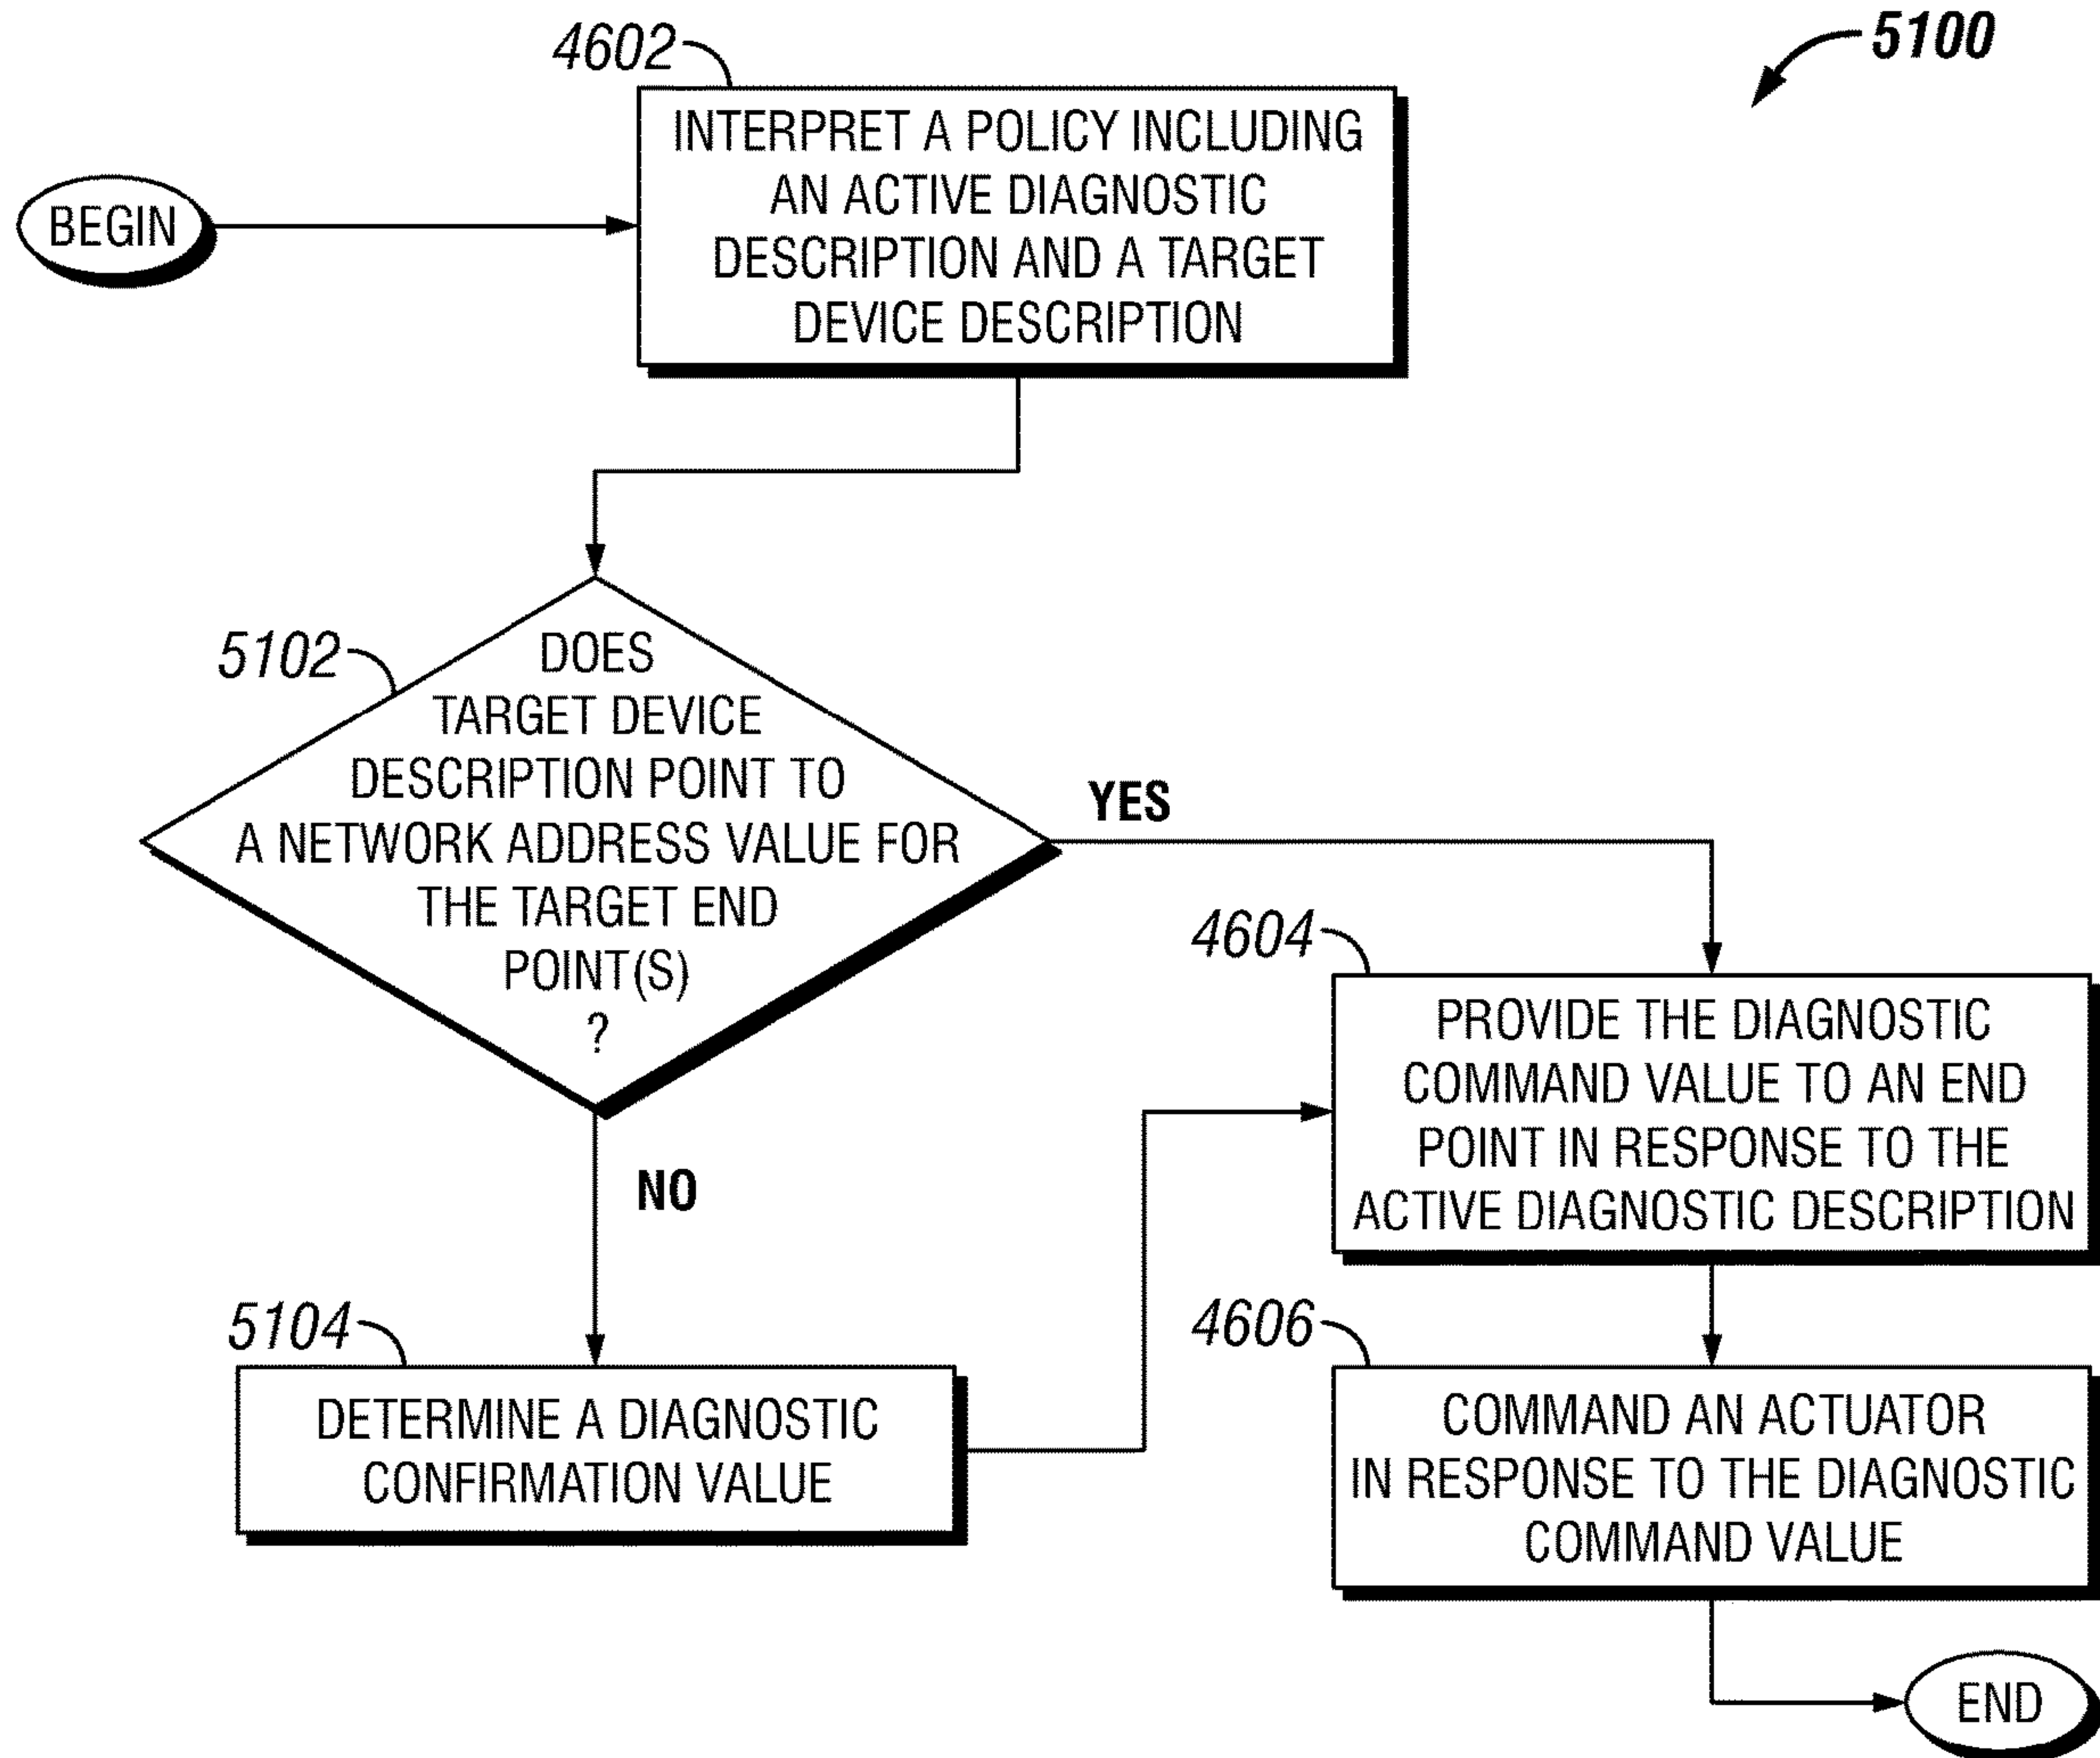 5100
4602
INTERPRET A POLICY INCLUDING
AN ACTIVE DIAGNOSTIC
DESCRIPTION AND A TARGET
DEVICE DESCRIPTION
BEGIN
5102
DOES
TARGET DEVICE
DESCRIPTION POINT TO
A NETWORK ADDRESS VALUE FOR
THE TARGET END
POINT(S)
?
YES
NO
4604
PROVIDE THE DIAGNOSTIC
COMMAND VALUE TO AN END
POINT IN RESPONSE TO THE
ACTIVE DIAGNOSTIC DESCRIPTION
5104
DETERMINE A DIAGNOSTIC
CONFIRMATION VALUE
4606
COMMAND AN ACTUATOR
IN RESPONSE TO THE DIAGNOSTIC
COMMAND VALUE
END